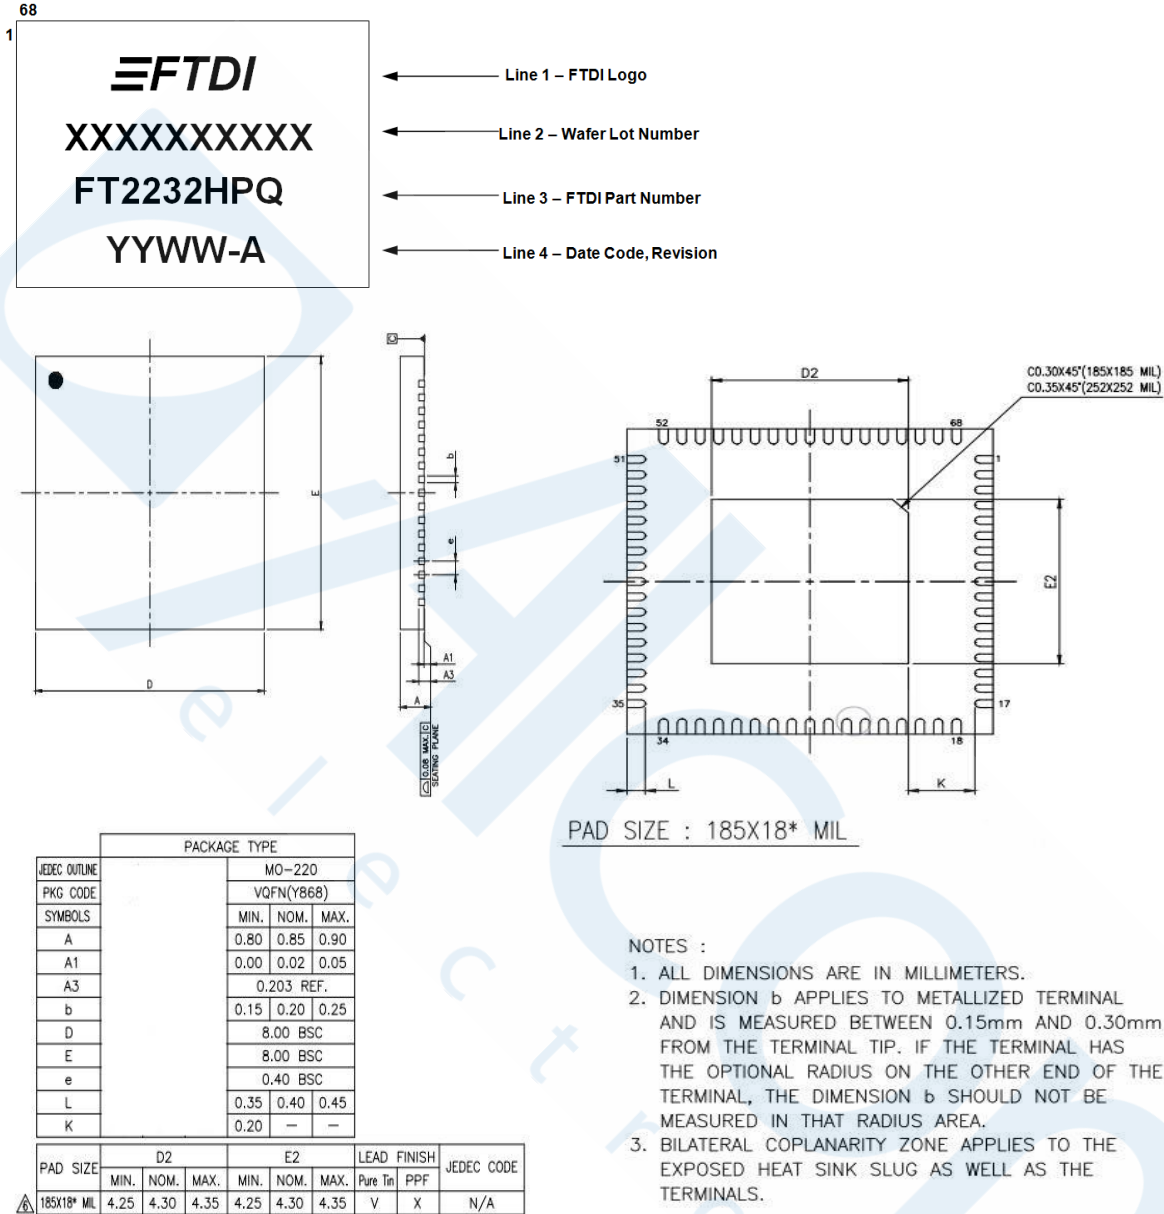 68
1
FTDI
XXXXXXXXXX
FT2232HPQ
YYWW-A
Line 1 – FTDI Logo
Line 2 – Wafer Lot Number
Line 3 – FTDI Part Number
Line 4 – Date Code, Revision
D
E
C
b
e
A1
A3
A
0.08 MAX. C
SEATING PLANE
D2
C0.30X45°(185X185 MIL)
C0.35X45°(252X252 MIL)
52
68
51
1
E2
35
17
34
18
L
K
PAD SIZE : 185X18* MIL
PACKAGE TYPE
JEDEC OUTLINE MO-220
PKG CODE VQFN(Y868)
SYMBOLS MIN. NOM. MAX.
A 0.80 0.85 0.90
A1 0.00 0.02 0.05
A3 0.203 REF.
b 0.15 0.20 0.25
D 8.00 BSC
E 8.00 BSC
e 0.40 BSC
L 0.35 0.40 0.45
K 0.20 — —
PAD SIZE D2 E2 LEAD FINISH JEDEC CODE
MIN. NOM. MAX. MIN. NOM. MAX. Pure Tin PPF
185X18* MIL 4.25 4.30 4.35 4.25 4.30 4.35 V X N/A
NOTES :
1. ALL DIMENSIONS ARE IN MILLIMETERS.
2. DIMENSION b APPLIES TO METALLIZED TERMINAL
AND IS MEASURED BETWEEN 0.15mm AND 0.30mm
FROM THE TERMINAL TIP. IF THE TERMINAL HAS
THE OPTIONAL RADIUS ON THE OTHER END OF THE
TERMINAL, THE DIMENSION b SHOULD NOT BE
MEASURED IN THAT RADIUS AREA.
3. BILATERAL COPLANARITY ZONE APPLIES TO THE
EXPOSED HEAT SINK SLUG AS WELL AS THE
TERMINALS.